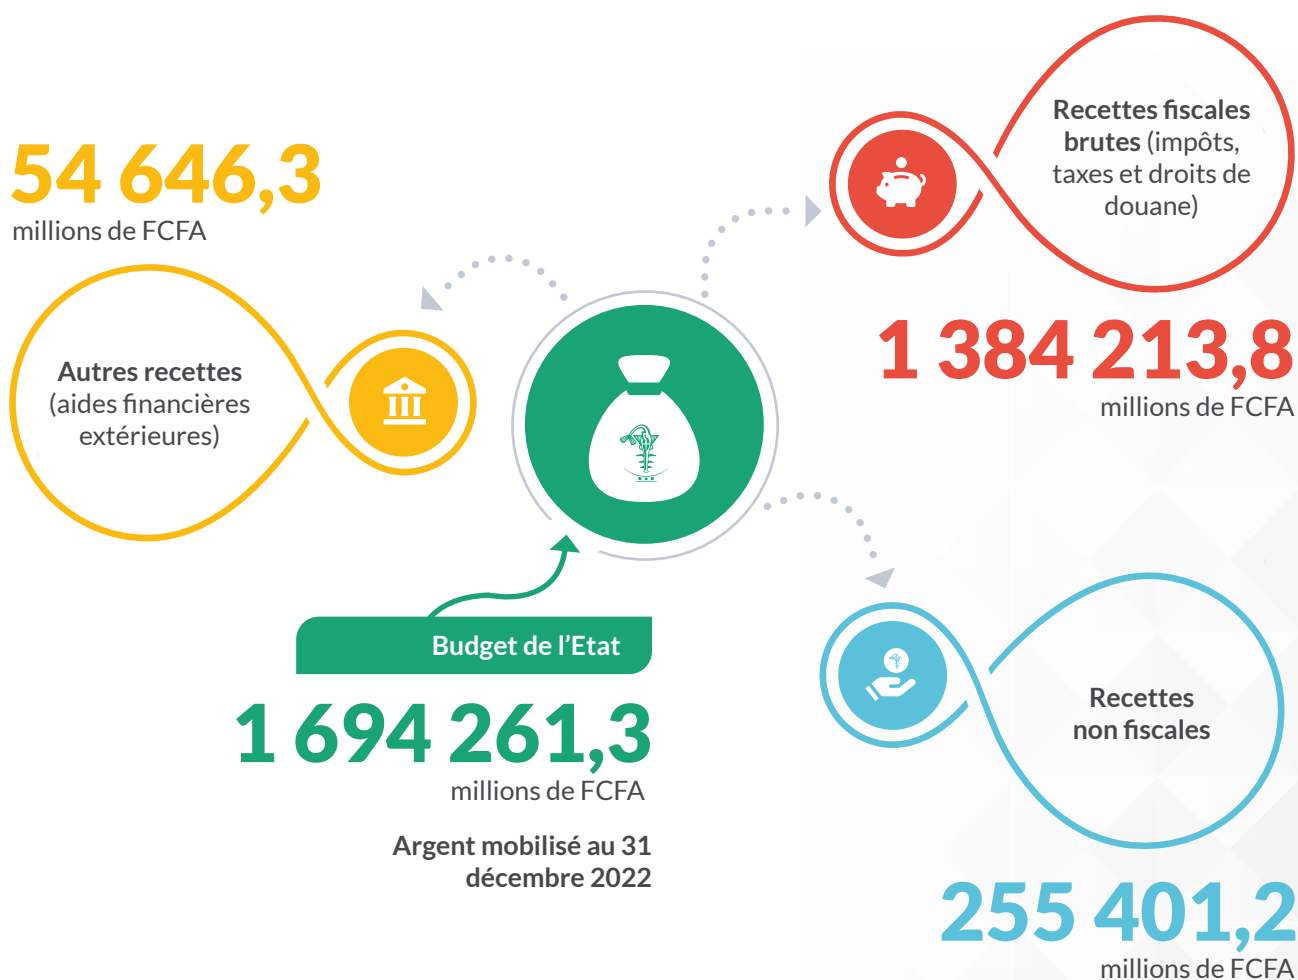 54 646,3
millions de FCFA
Autres recettes
(aides financières
extérieures)
Recettes fiscales
brutes (impôts,
taxes et droits de
douane)
1 384 213,8
millions de FCFA
Budget de l’Etat
1 694 261,3
millions de FCFA
Argent mobilisé au 31
décembre 2022
Recettes
non fiscales
255 401,2
millions de FCFA